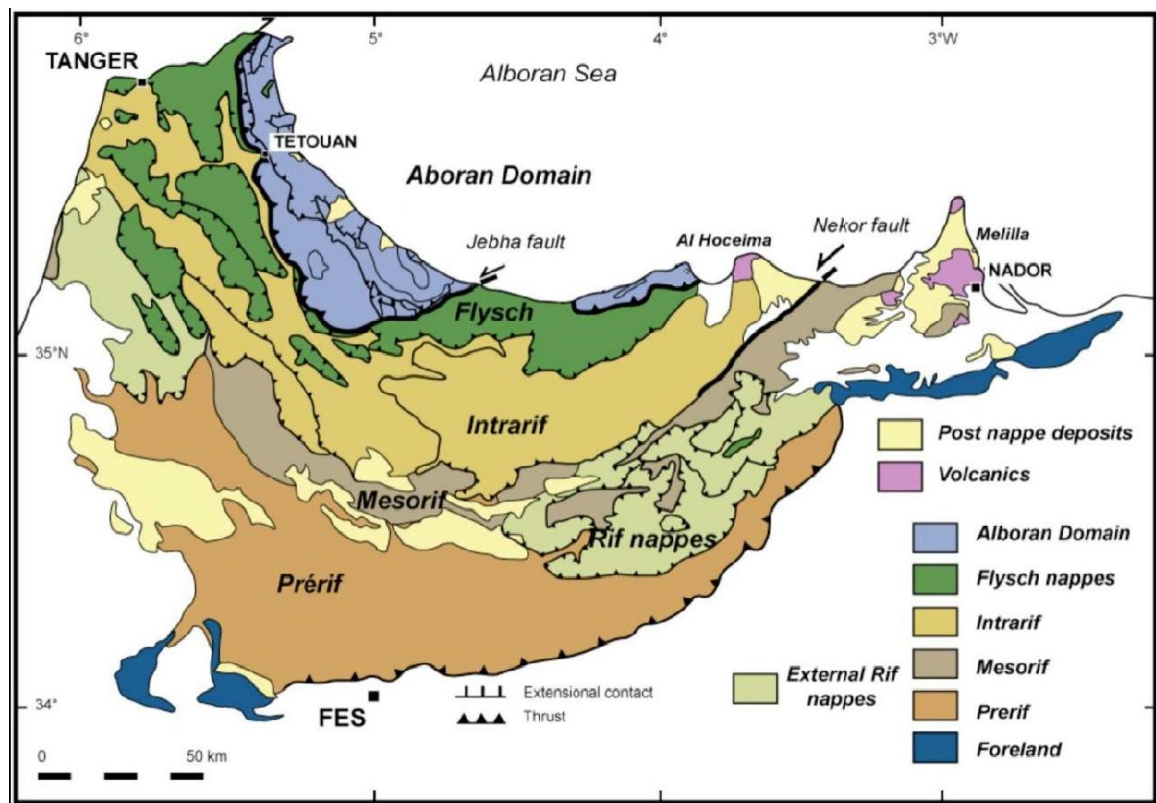 6°
5°
4°
3°W
TANGER
Alboran Sea
TETOUAN
Aboran Domain
Jebha fault
Al Hoceima
Nekor fault
Melilla
NADOR
Flysch
35°N
Intrarif
Mesorif
Rif nappes
Prérif
34°
FES
0 50 km
Extensional contact
Thrust
Post nappe deposits
Volcanics
Alboran Domain
Flysch nappes
Intrarif
Mesorif
Prerif
Foreland
External Rif
nappes